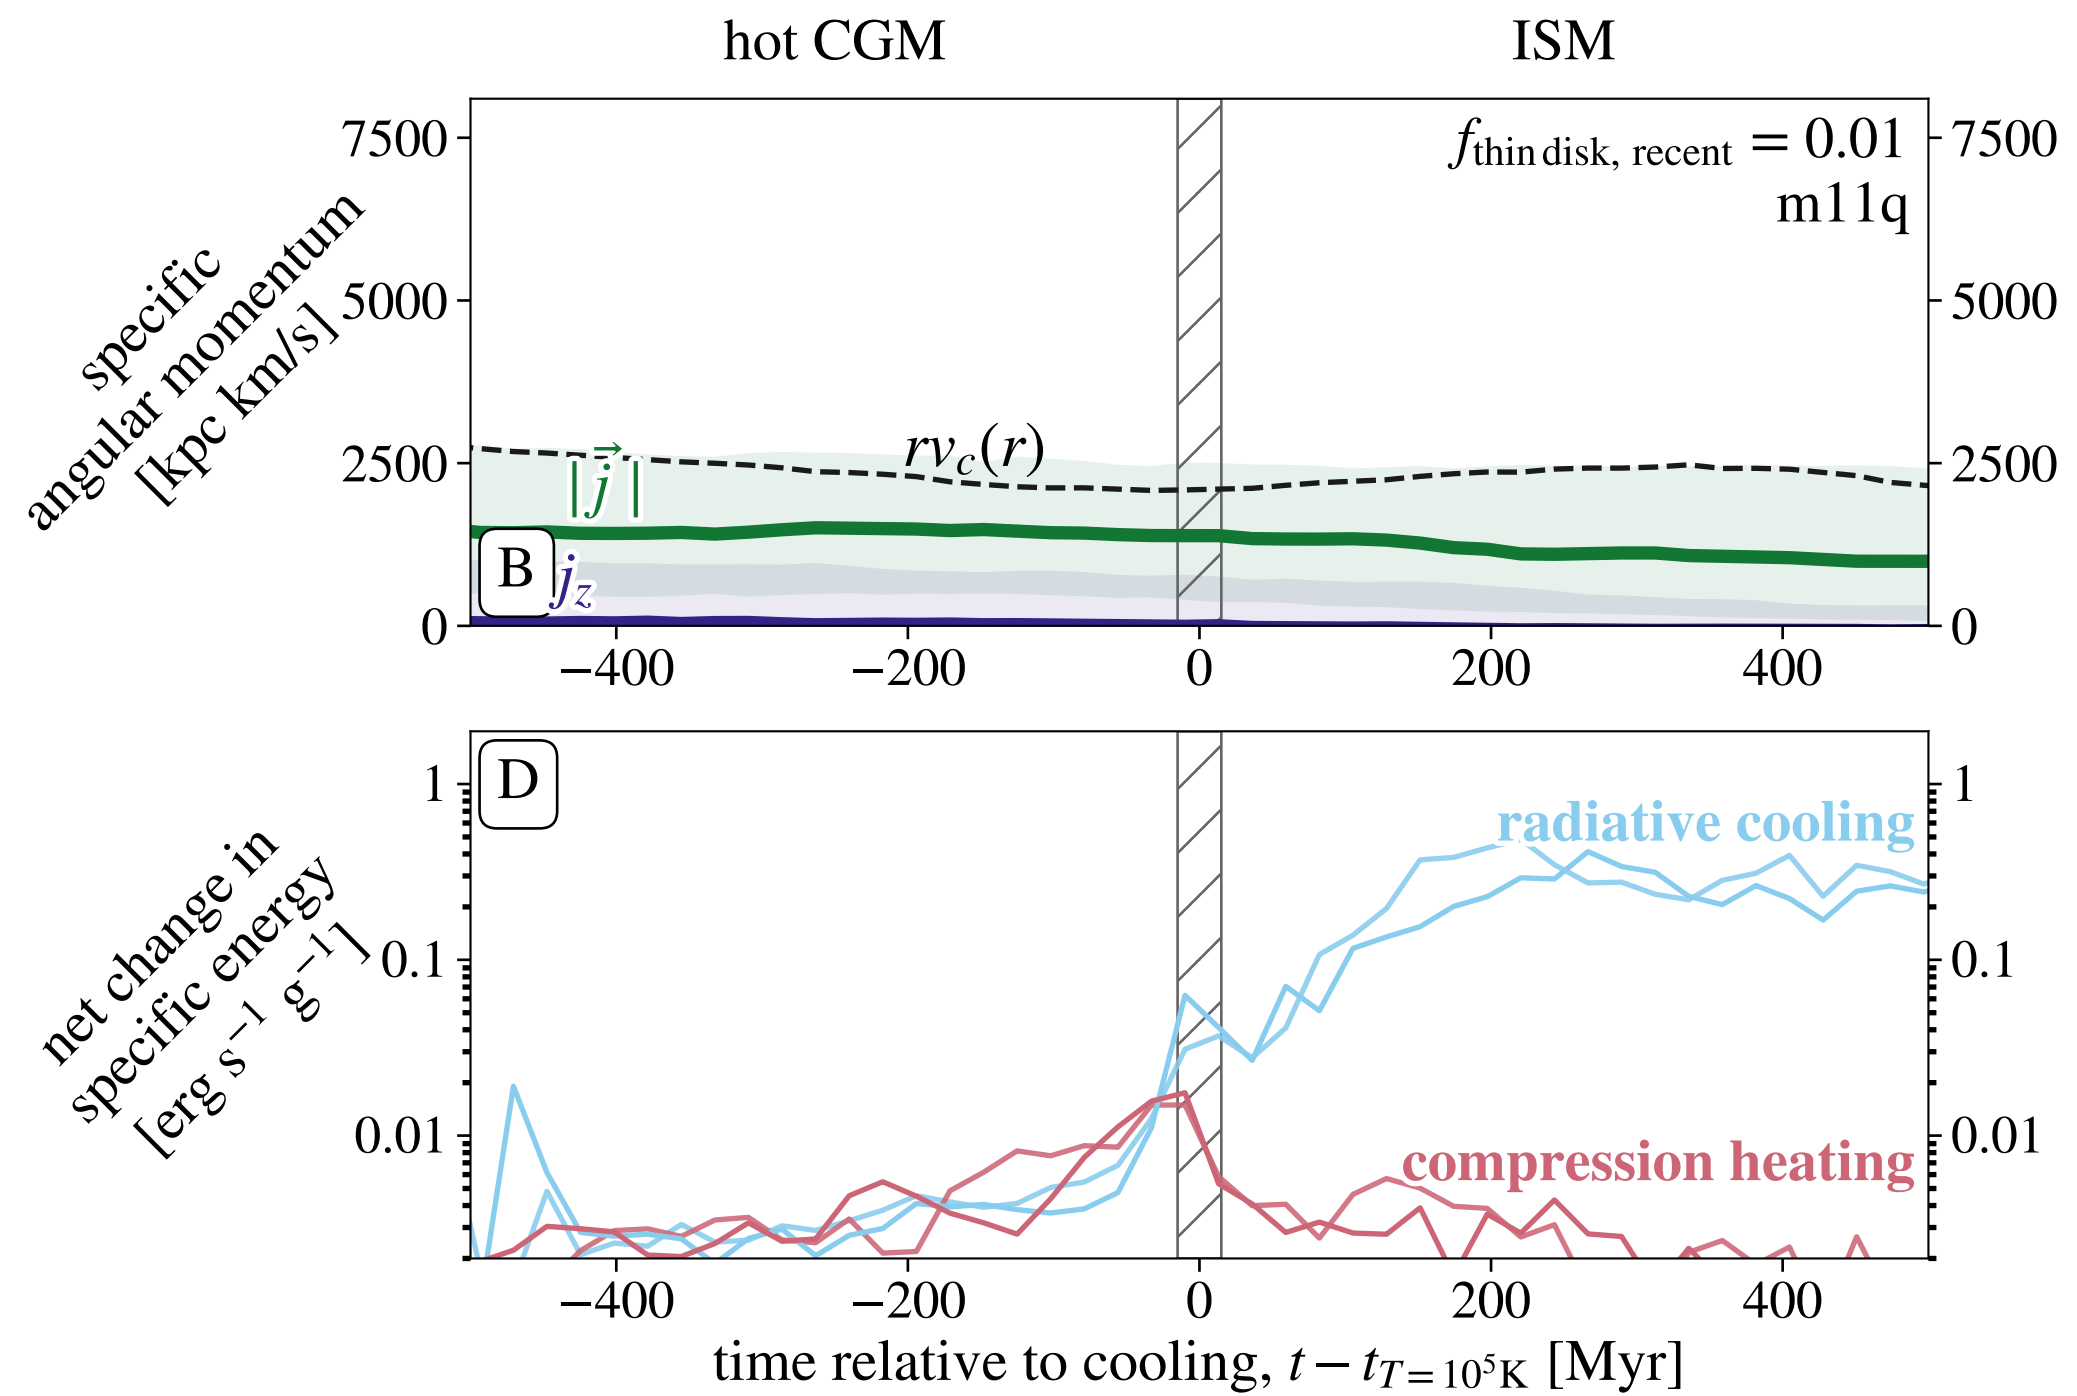 hot CGM
ISM
7500
5000
2500
0
7500
5000
2500
0
specific
angular momentum
[kpc km/s]
f_thin disk, recent = 0.01
m11q
rv_c(r)
|j⃗|
j_z
B
−400
−200
0
200
400
D
1
0.1
0.01
1
0.1
0.01
net change in
specific energy
[erg s⁻¹ g⁻¹]
radiative cooling
compression heating
−400
−200
0
200
400
time relative to cooling, t − t_{T = 10⁵K} [Myr]